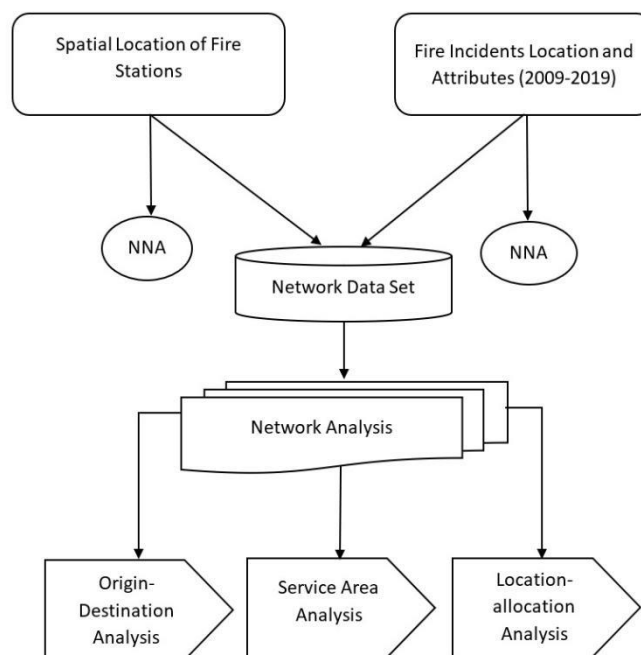 Spatial Location of Fire
Stations
Fire Incidents Location and
Attributes (2009-2019)
NNA
NNA
Network Data Set
Network Analysis
Origin-
Destination
Analysis
Service Area
Analysis
Location-
allocation
Analysis